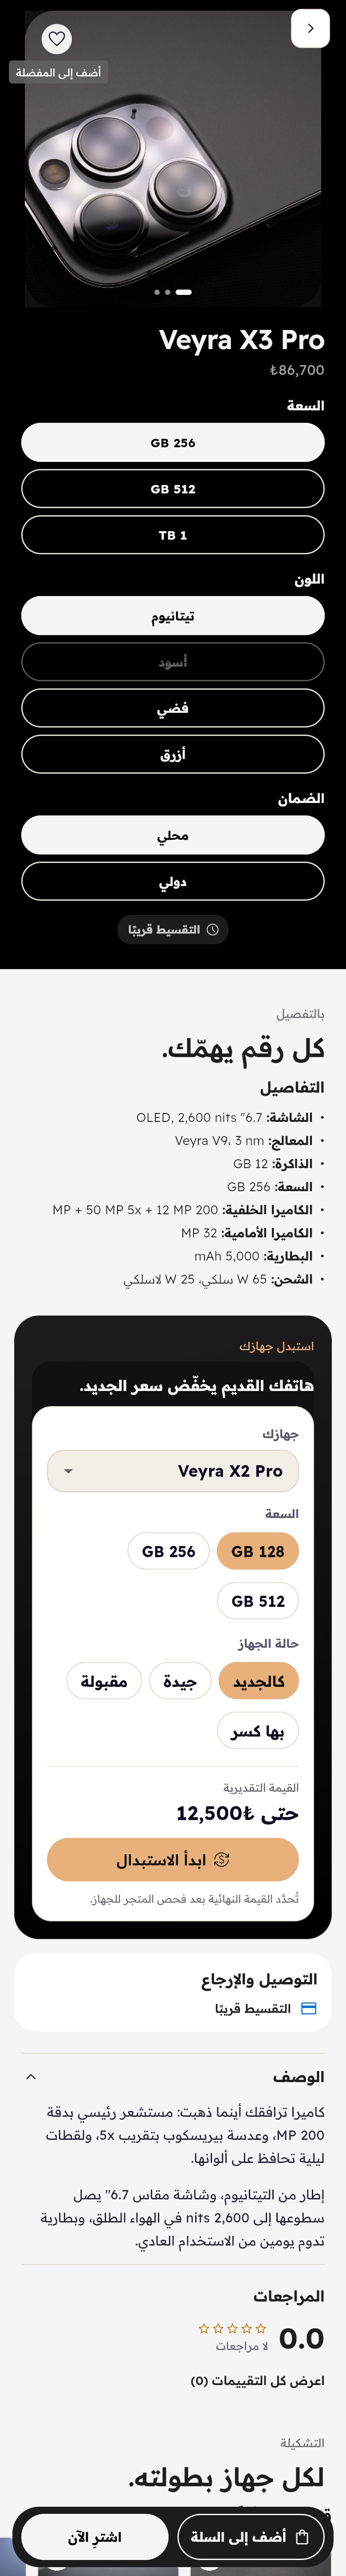 أضف إلى المفضلة
Veyra X3 Pro
₺86,700
السعة
256 GB
512 GB
1 TB
اللون
تيتانيوم
أسود
فضي
أزرق
الضمان
محلي
دولي
التقسيط قريبًا
بالتفصيل
كل رقم يهمّك.
التفاصيل
• الشاشة: 6.7" OLED, 2,600 nits
• المعالج: Veyra V9، 3 nm
• الذاكرة: 12 GB
• السعة: 256 GB
• الكاميرا الخلفية: 200 MP + 50 MP 5x + 12 MP
• الكاميرا الأمامية: 32 MP
• البطارية: 5,000 mAh
• الشحن: 65 W سلكي، 25 W لاسلكي
استبدل جهازك
هاتفك القديم يخفّض سعر الجديد.
جهازك
Veyra X2 Pro
السعة
128 GB
256 GB
512 GB
حالة الجهاز
كالجديد
جيدة
مقبولة
بها كسر
القيمة التقديرية
حتى ₺12,500
ابدأ الاستبدال
تُحدَّد القيمة النهائية بعد فحص المتجر للجهاز.
التوصيل والإرجاع
التقسيط قريبًا
الوصف
كاميرا ترافقك أينما ذهبت: مستشعر رئيسي بدقة
200 MP، وعدسة بيريسكوب بتقريب 5x، ولقطات
ليلية تحافظ على ألوانها.
إطار من التيتانيوم، وشاشة مقاس 6.7" يصل
سطوعها إلى 2,600 nits في الهواء الطلق، وبطارية
تدوم يومين من الاستخدام العادي.
المراجعات
0.0
لا مراجعات
اعرض كل التقييمات (0)
التشكيلة
لكل جهاز بطولته.
أضف إلى السلة
اشترِ الآن